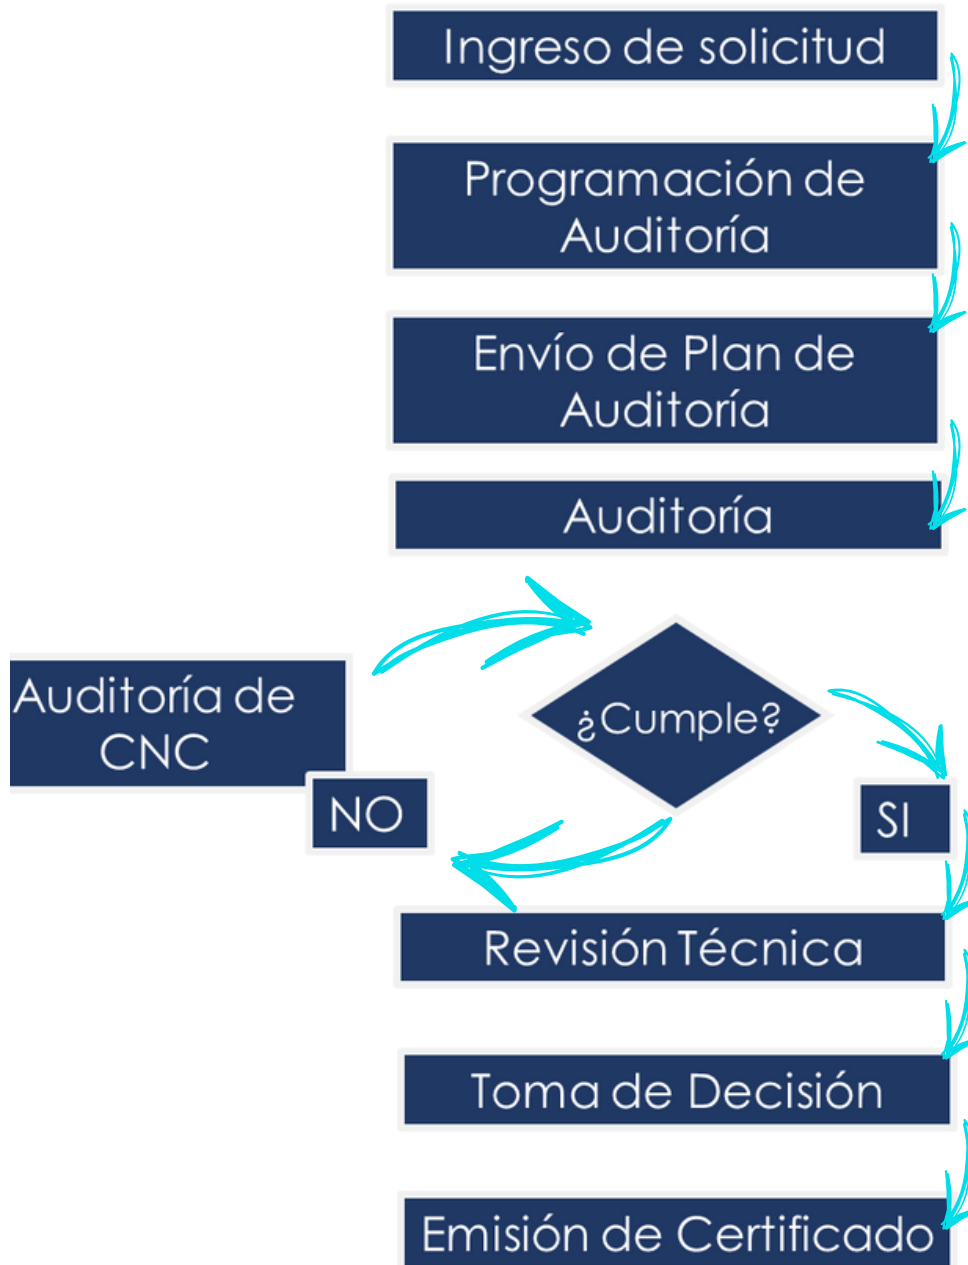 Ingreso de solicitud
Programación de
Auditoría
Envío de Plan de
Auditoría
Auditoría
Auditoría de
CNC
¿Cumple?
NO
SI
Revisión Técnica
Toma de Decisión
Emisión de Certificado